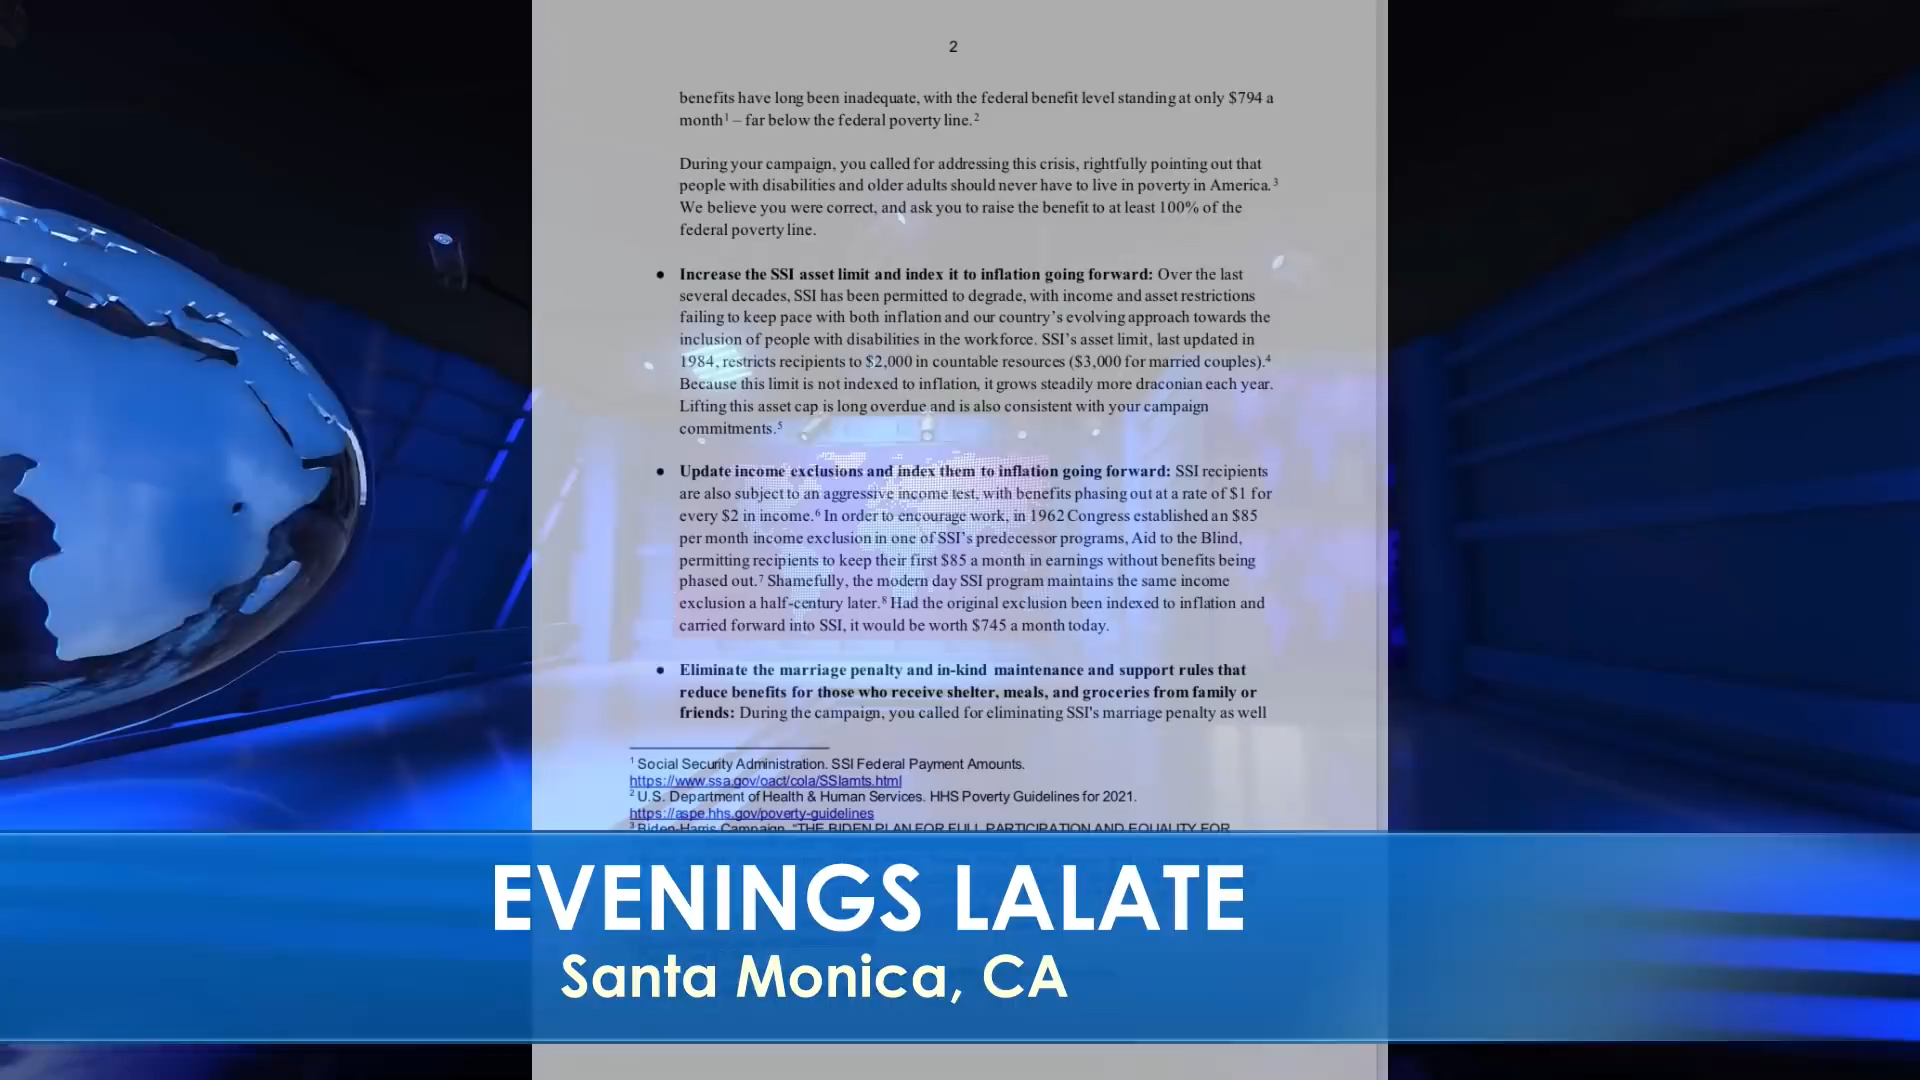 2
benefits have long been inadequate, with the federal benefit level standing at only $794 a
month¹ – far below the federal poverty line.²
During your campaign, you called for addressing this crisis, rightfully pointing out that
people with disabilities and older adults should never have to live in poverty in America.³
We believe you were correct, and ask you to raise the benefit to at least 100% of the
federal poverty line.
● Increase the SSI asset limit and index it to inflation going forward: Over the last
several decades, SSI has been permitted to degrade, with income and asset restrictions
failing to keep pace with both inflation and our country’s evolving approach towards the
inclusion of people with disabilities in the workforce. SSI’s asset limit, last updated in
1984, restricts recipients to $2,000 in countable resources ($3,000 for married couples).⁴
Because this limit is not indexed to inflation, it grows steadily more draconian each year.
Lifting this asset cap is long overdue and is also consistent with your campaign
commitments.⁵
● Update income exclusions and index them to inflation going forward: SSI recipients
are also subject to an aggressive income test, with benefits phasing out at a rate of $1 for
every $2 in income.⁶ In order to encourage work, in 1962 Congress established an $85
per month income exclusion in one of SSI’s predecessor programs, Aid to the Blind,
permitting recipients to keep their first $85 a month in earnings without benefits being
phased out.⁷ Shamefully, the modern day SSI program maintains the same income
exclusion a half-century later.⁸ Had the original exclusion been indexed to inflation and
carried forward into SSI, it would be worth $745 a month today.
● Eliminate the marriage penalty and in-kind maintenance and support rules that
reduce benefits for those who receive shelter, meals, and groceries from family or
friends: During the campaign, you called for eliminating SSI's marriage penalty as well
¹ Social Security Administration. SSI Federal Payment Amounts.
https://www.ssa.gov/oact/cola/SSIamts.html
² U.S. Department of Health & Human Services. HHS Poverty Guidelines for 2021.
https://aspe.hhs.gov/poverty-guidelines
³ Biden-Harris Campaign. "THE BIDEN PLAN FOR FULL PARTICIPATION AND EQUALITY FOR
EVENINGS LALATE
Santa Monica, CA